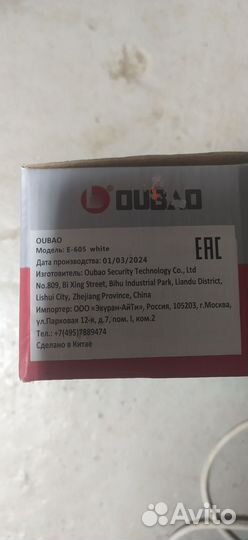 OUBAO
OUBAO
Модель: E-605 white
Дата производства: 01/03/2024
Изготовитель: Oubao Security Technology Co., Ltd
No.809, Bi Xing Street, Bihu Industrial Park, Liandu District,
Lishui City, Zhejiang Province, China
Импортер: ООО «Экуран-АйТи», Россия, 105203, г.Москва,
ул.Парковая 12-я, д.7, пом. I, ком.2
Тел.: +7(495)7889474
Сделано в Китае
EAC
Avito